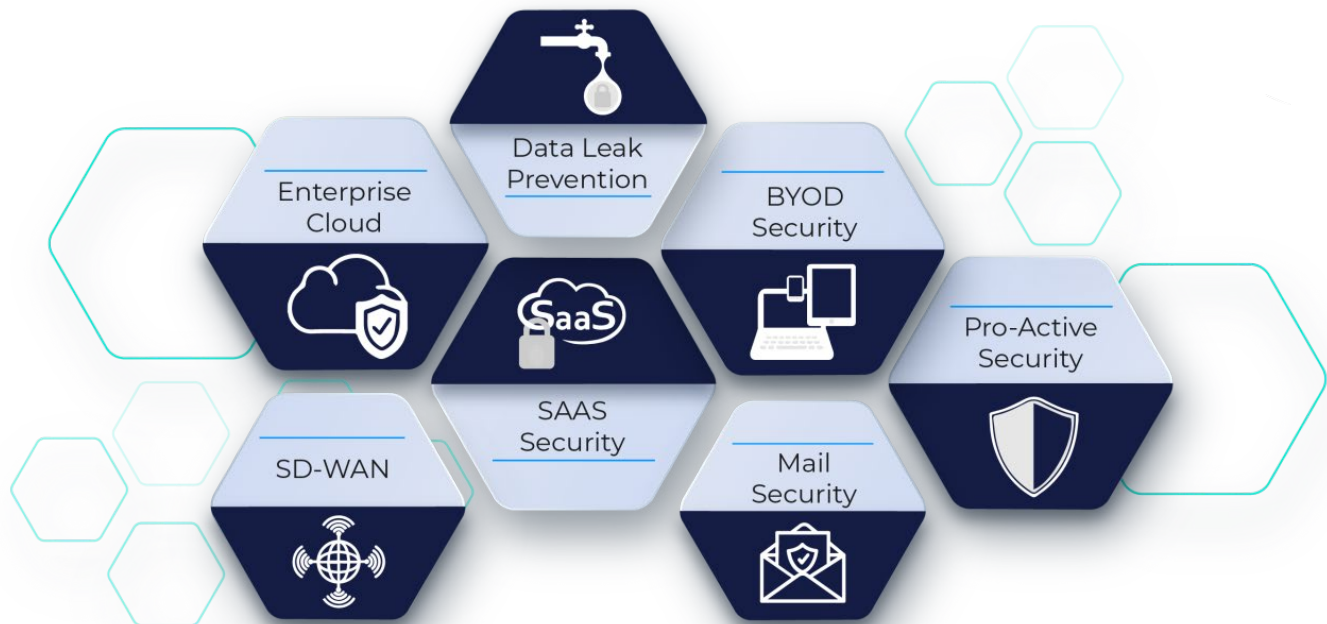 Data Leak
Prevention
Enterprise
Cloud
BYOD
Security
SaaS
SAAS
Security
Pro-Active
Security
SD-WAN
Mail
Security